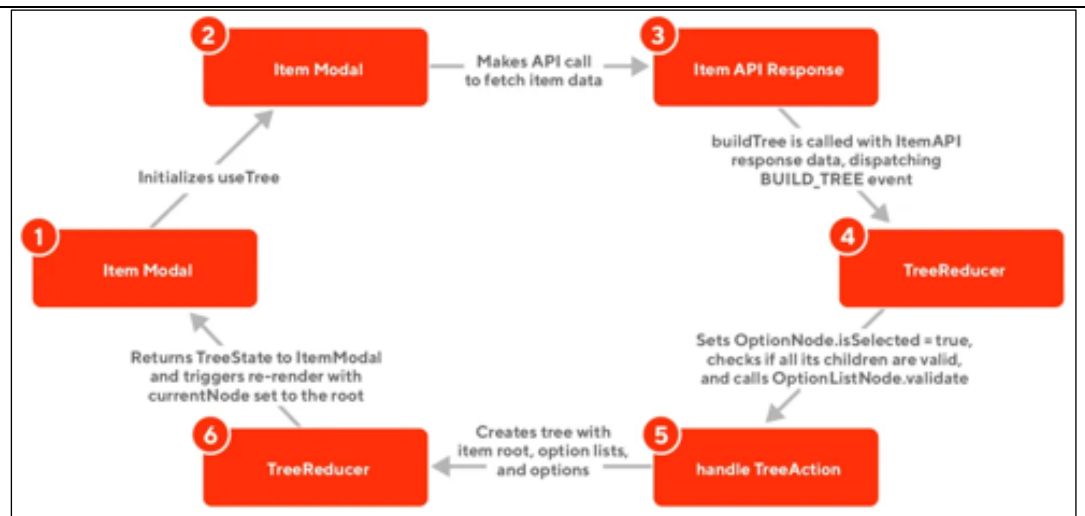 1
Item Modal
Initializes useTree
2
Item Modal
Makes API call
to fetch item data
3
Item API Response
buildTree is called with ItemAPI
response data, dispatching
BUILD_TREE event
4
TreeReducer
Sets OptionNode.isSelected = true,
checks if all its children are valid,
and calls OptionListNode.validate
5
handle TreeAction
Creates tree with
item root, option lists,
and options
6
TreeReducer
Returns TreeState to ItemModal
and triggers re-render with
currentNode set to the root